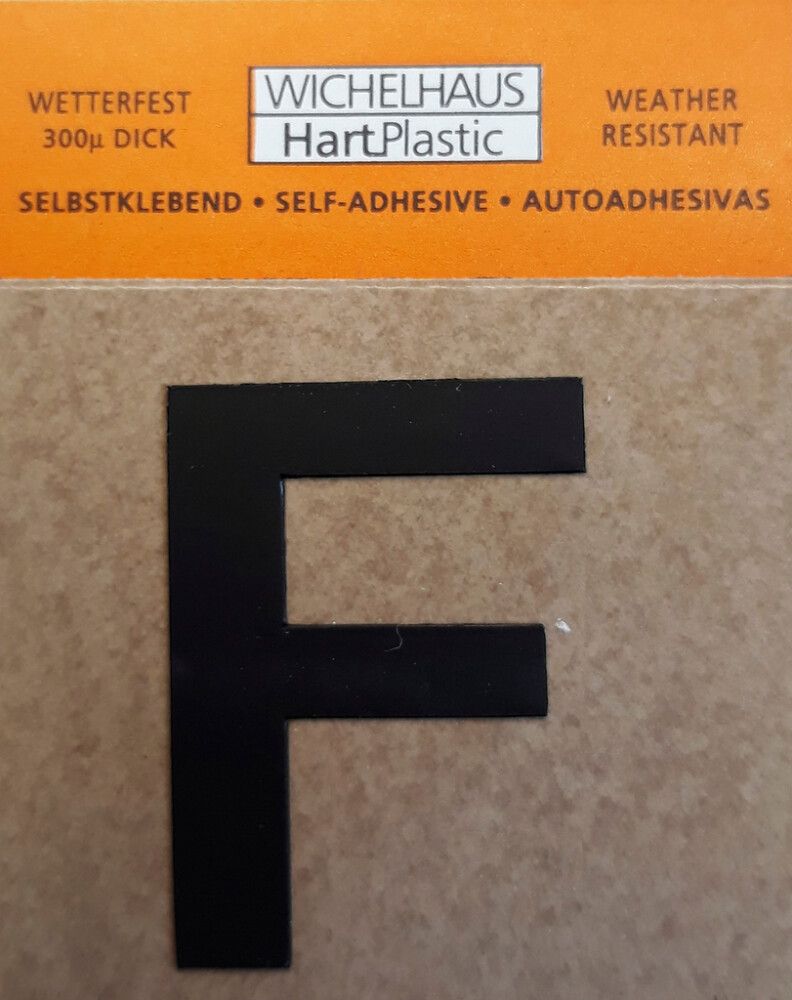 WETTERFEST
300µ DICK
WICHELHAUS
HartPlastic
WEATHER
RESISTANT
SELBSTKLEBEND • SELF-ADHESIVE • AUTOADHESIVAS
F